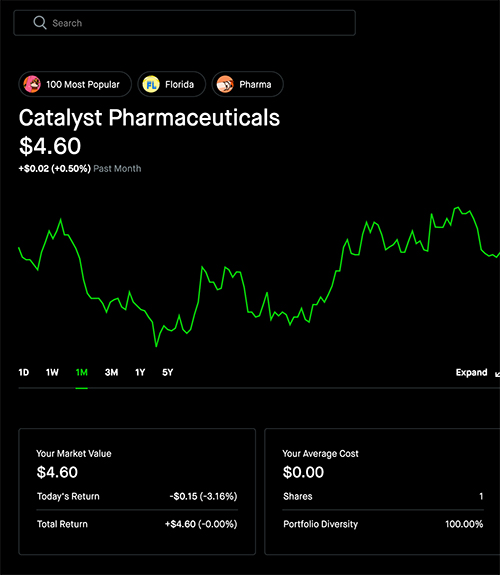 Search
100 Most Popular FL Florida Pharma
Catalyst Pharmaceuticals
$4.60
+$0.02 (+0.50%) Past Month
1D 1W 1M 3M 1Y 5Y Expand
Your Market Value
$4.60
Today's Return -$0.15 (-3.16%)
Total Return +$4.60 (-0.00%)
Your Average Cost
$0.00
Shares 1
Portfolio Diversity 100.00%